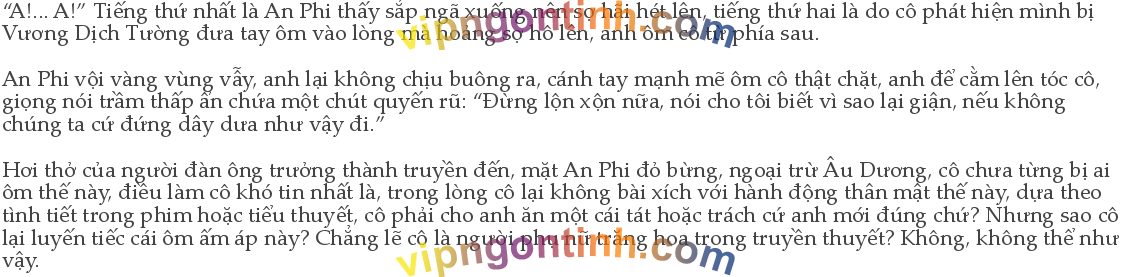 “A!... A!” Tiếng thứ nhất là An Phi thấy sắp ngã xuống nên sợ hãi hét lên, tiếng thứ hai là do cô phát hiện mình bị
Vương Dịch Tường đưa tay ôm vào lòng mà hoảng sợ hô lên, anh ôm cô từ phía sau.
An Phi vội vàng vùng vẫy, anh lại không chịu buông ra, cánh tay mạnh mẽ ôm cô thật chặt, anh để cằm lên tóc cô,
giọng nói trầm thấp ẩn chứa một chút quyến rũ: “Đừng lộn xộn nữa, nói cho tôi biết vì sao lại giận, nếu không
chúng ta cứ đứng dây dưa như vậy đi.”
Hơi thở của người đàn ông trưởng thành truyền đến, mặt An Phi đỏ bừng, ngoại trừ Âu Dương, cô chưa từng bị ai
ôm thế này, điều làm cô khó tin nhất là, trong lòng cô lại không bài xích với hành động thân mật thế này, dựa theo
tình tiết trong phim hoặc tiểu thuyết, cô phải cho anh ăn một cái tát hoặc trách cứ anh mới đúng chứ? Nhưng sao cô
lại luyến tiếc cái ôm ấm áp này? Chẳng lẽ cô là người phụ nữ trăng hoa trong truyền thuyết? Không, không thể như
vậy.
vipngontinh.com
vipngontinh.com